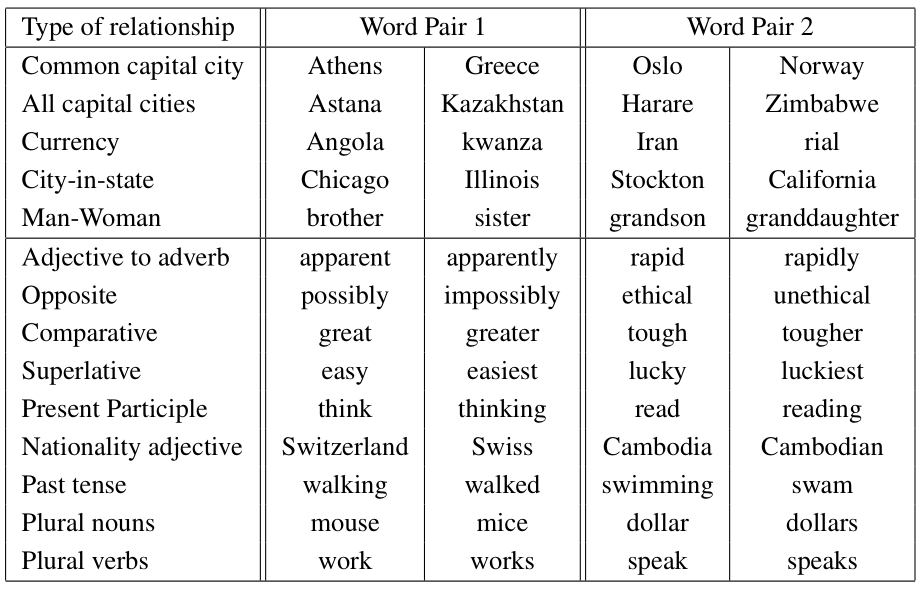 Type of relationship Word Pair 1 Word Pair 2
Common capital city Athens Greece Oslo Norway
All capital cities Astana Kazakhstan Harare Zimbabwe
Currency Angola kwanza Iran rial
City-in-state Chicago Illinois Stockton California
Man-Woman brother sister grandson granddaughter
Adjective to adverb apparent apparently rapid rapidly
Opposite possibly impossibly ethical unethical
Comparative great greater tough tougher
Superlative easy easiest lucky luckiest
Present Participle think thinking read reading
Nationality adjective Switzerland Swiss Cambodia Cambodian
Past tense walking walked swimming swam
Plural nouns mouse mice dollar dollars
Plural verbs work works speak speaks